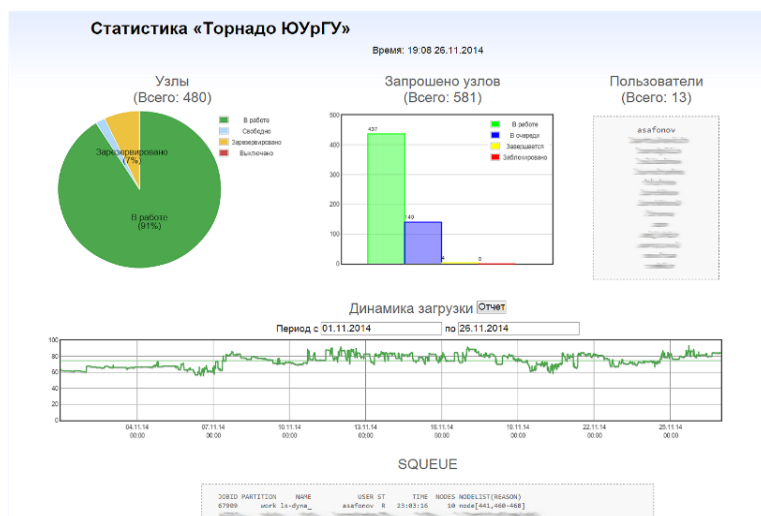 Статистика «Торнадо ЮУрГУ»
Время: 19:08 26.11.2014
Узлы
(Всего: 480)
В работе
Свободно
Зарезервировано
Выключено
Зарезервировано
(7%)
В работе
(91%)
Запрошено узлов
(Всего: 581)
500
400
300
200
100
0
437
140
4
0
В работе
В очереди
Завершается
Заблокировано
Пользователи
(Всего: 13)
asafonov
Динамика загрузки Отчет
Период с 01.11.2014 по 26.11.2014
100
80
60
40
20
0
04.11.14 07.11.14 10.11.14 13.11.14 16.11.14 19.11.14 22.11.14 25.11.14
00:00 00:00 00:00 00:00 00:00 00:00 00:00 00:00
SQUEUE
JOBID PARTITION NAME USER ST TIME NODES NODELIST(REASON)
67909 work ls-dyna_ asafonov R 23:03:16 10 node[441,460-468]